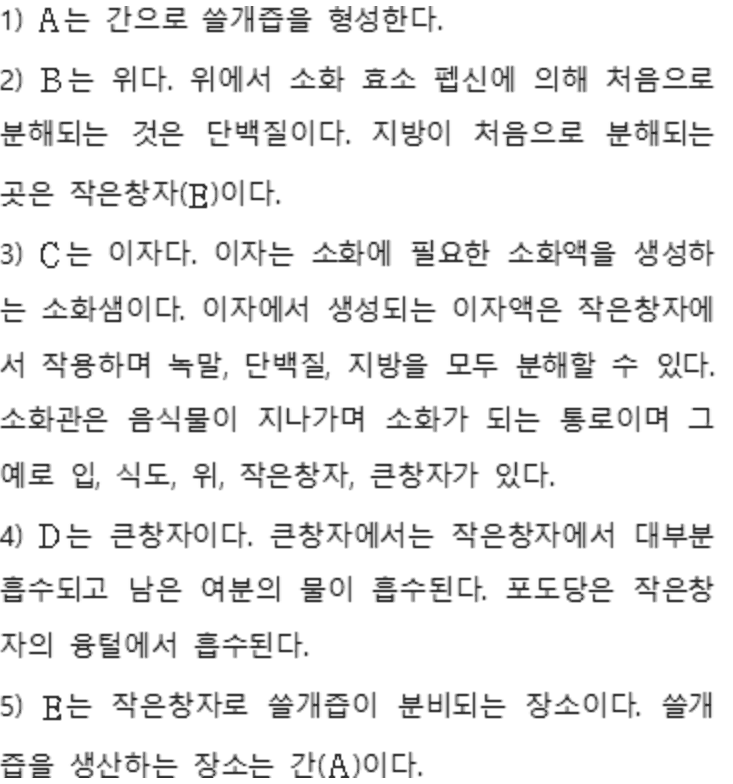 1) A는 간으로 쓸개즙을 형성한다.
2) B는 위다. 위에서 소화 효소 펩신에 의해 처음으로
분해되는 것은 단백질이다. 지방이 처음으로 분해되는
곳은 작은창자(E)이다.
3) C는 이자다. 이자는 소화에 필요한 소화액을 생성하
는 소화샘이다. 이자에서 생성되는 이자액은 작은창자에
서 작용하며 녹말, 단백질, 지방을 모두 분해할 수 있다.
소화관은 음식물이 지나가며 소화가 되는 통로이며 그
예로 입, 식도, 위, 작은창자, 큰창자가 있다.
4) D는 큰창자이다. 큰창자에서는 작은창자에서 대부분
흡수되고 남은 여분의 물이 흡수된다. 포도당은 작은창
자의 융털에서 흡수된다.
5) E는 작은창자로 쓸개즙이 분비되는 장소이다. 쓸개
즙을 생산하는 장소는 간(A)이다.